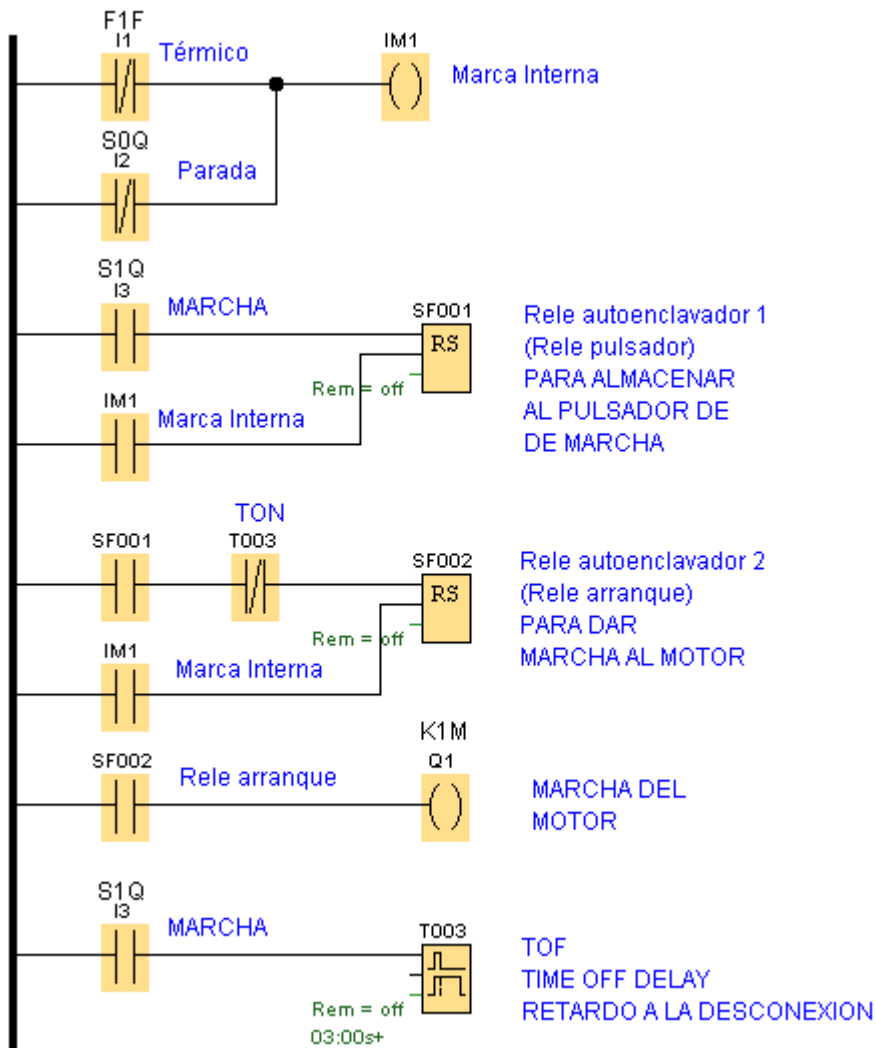 F1F
I1
Térmico
IM1
Marca Interna
S0Q
I2
Parada
S1Q
I3
MARCHA
SF001
RS
Rem = off
Rele autoenclavador 1
(Rele pulsador)
PARA ALMACENAR
AL PULSADOR DE
DE MARCHA
IM1
Marca Interna
TON
SF001
T003
SF002
RS
Rem = off
Rele autoenclavador 2
(Rele arranque)
PARA DAR
MARCHA AL MOTOR
IM1
Marca Interna
K1M
SF002
Rele arranque
Q1
MARCHA DEL
MOTOR
S1Q
I3
MARCHA
T003
Rem = off
03:00s+
TOF
TIME OFF DELAY
RETARDO A LA DESCONEXION